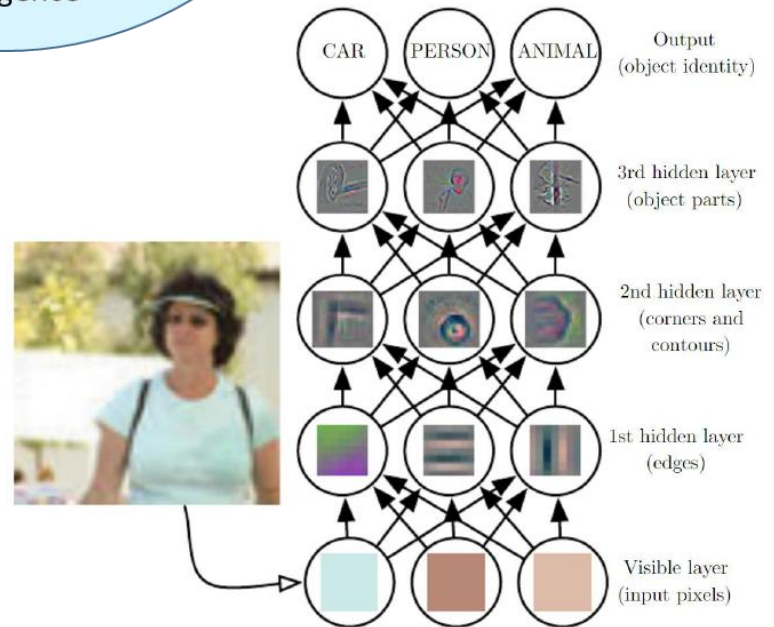 CAR PERSON ANIMAL
Output
(object identity)
3rd hidden layer
(object parts)
2nd hidden layer
(corners and
contours)
1st hidden layer
(edges)
Visible layer
(input pixels)